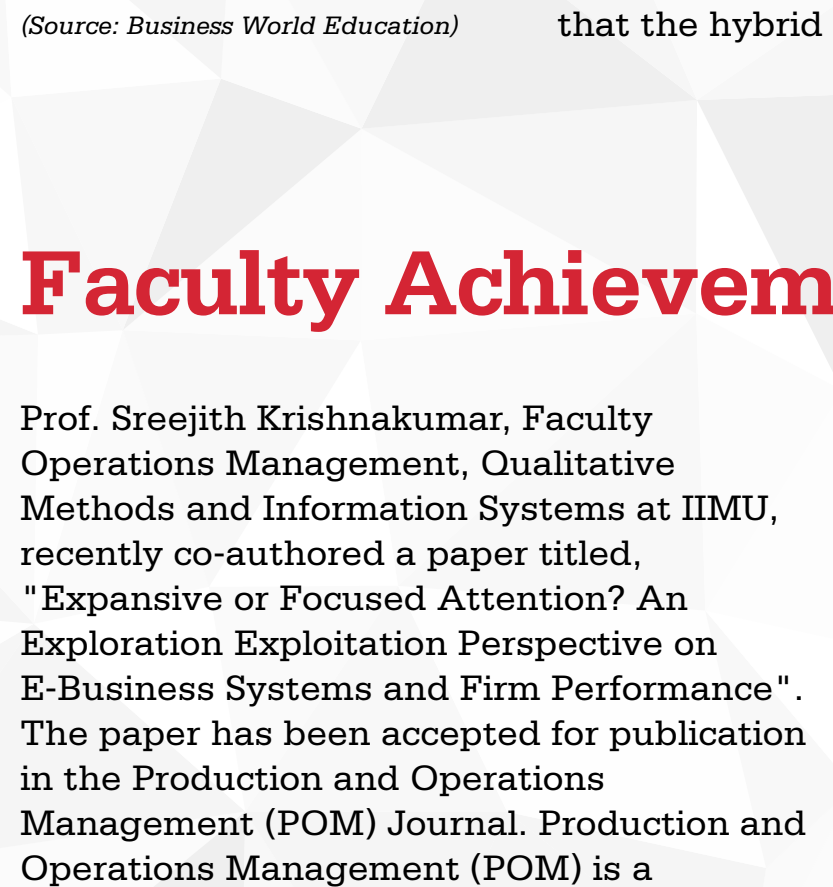 (Source: Business World Education)
that the hybrid
Faculty Achievem
Prof. Sreejith Krishnakumar, Faculty
Operations Management, Qualitative
Methods and Information Systems at IIMU,
recently co-authored a paper titled,
"Expansive or Focused Attention? An
Exploration Exploitation Perspective on
E-Business Systems and Firm Performance".
The paper has been accepted for publication
in the Production and Operations
Management (POM) Journal. Production and
Operations Management (POM) is a